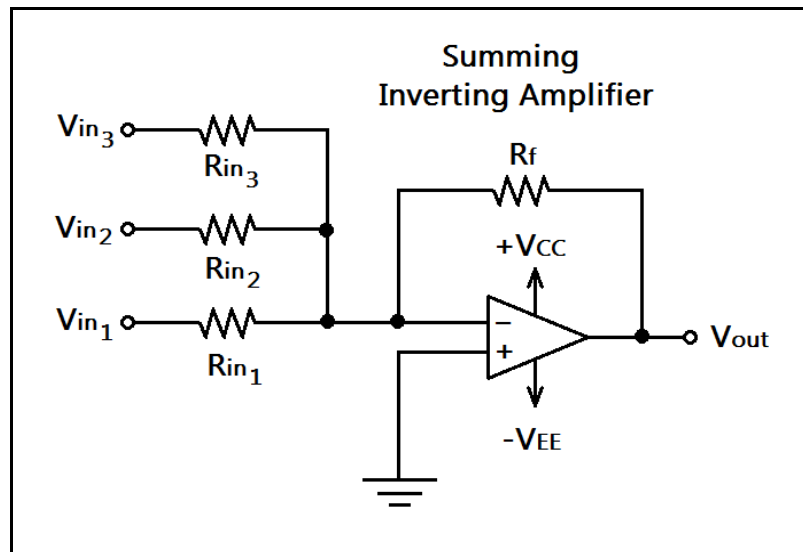 Summing
Inverting Amplifier
Vin3
Rin3
Rf
Vin2
Rin2
+VCC
Vin1
Rin1
−
+
Vout
-VEE